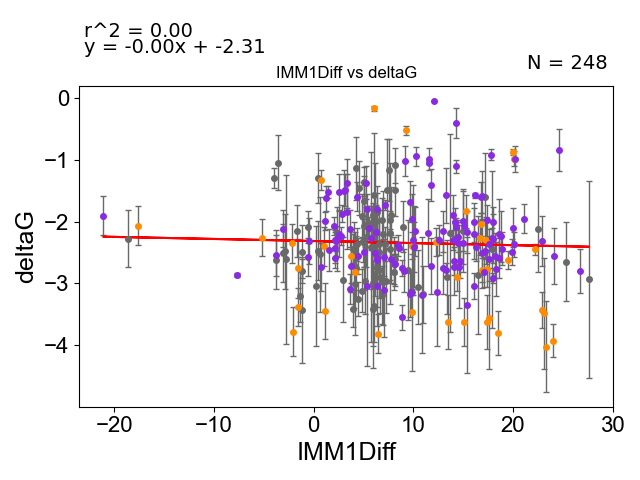 r^2 = 0.00
y = -0.00x + -2.31
N = 248
IMM1Diff vs deltaG
0
−1
−2
−3
−4
deltaG
−20
−10
0
10
20
30
IMM1Diff